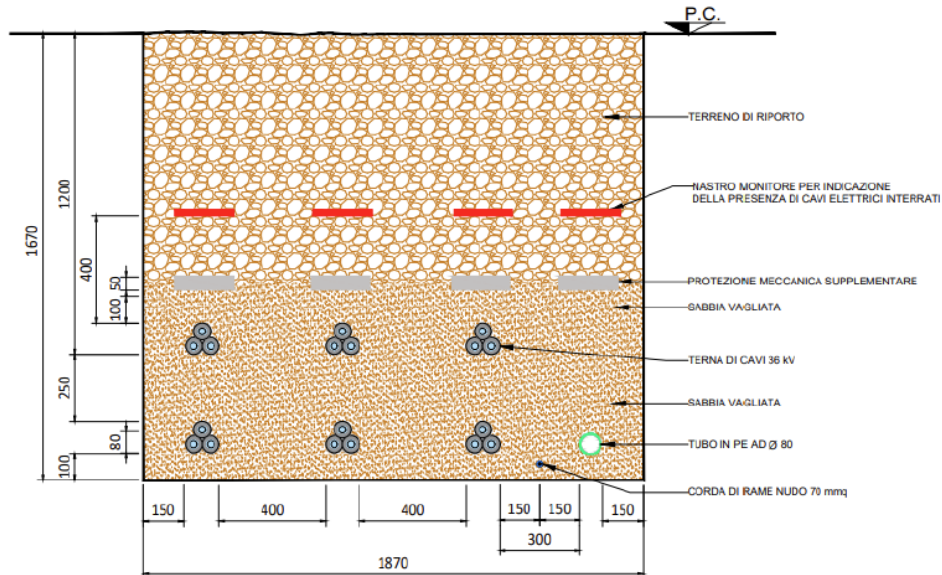 P.C.
TERRENO DI RIPORTO
NASTRO MONITORE PER INDICAZIONE
DELLA PRESENZA DI CAVI ELETTRICI INTERRATI
PROTEZIONE MECCANICA SUPPLEMENTARE
SABBIA VAGLIATA
TERNA DI CAVI 36 kV
SABBIA VAGLIATA
TUBO IN PE AD Ø 80
CORDA DI RAME NUDO 70 mmq
1670
1200
400
50
100
250
80
100
150
400
400
150
150
150
300
1870